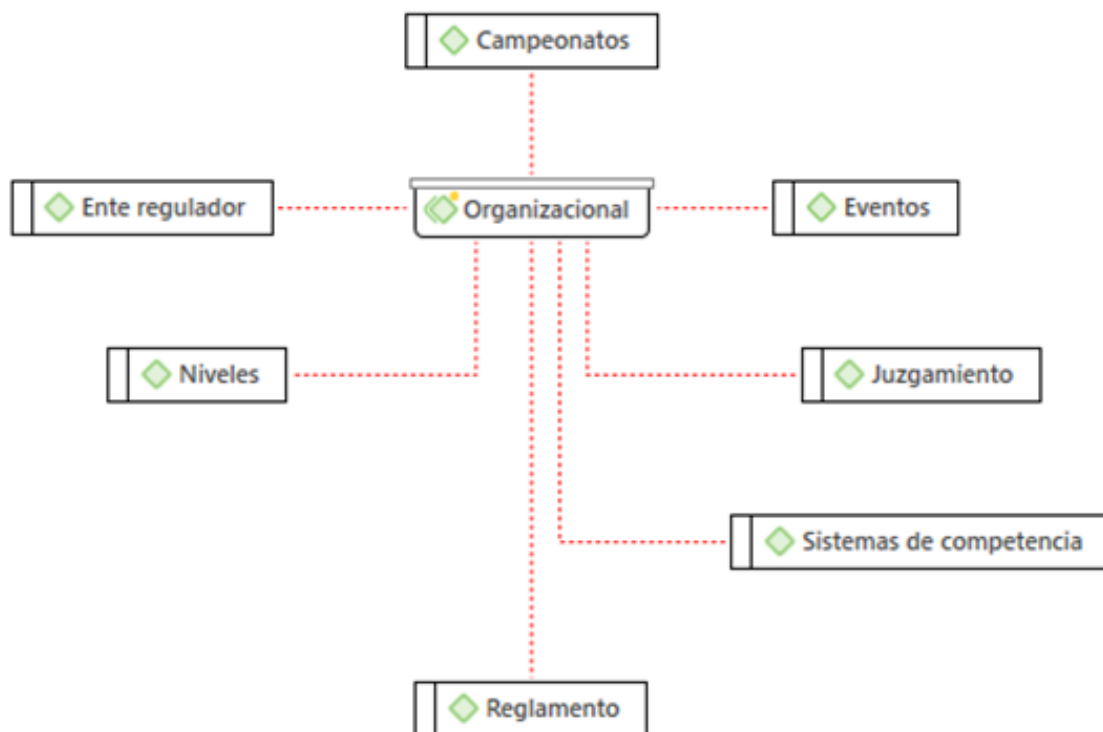 Campeonatos
Ente regulador
Organizacional
Eventos
Niveles
Juzgamiento
Sistemas de competencia
Reglamento